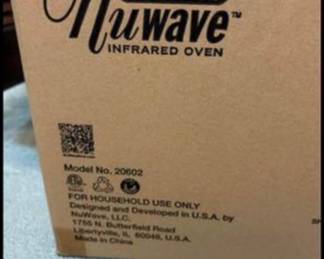 Nuwave™
INFRARED OVEN
Model No. 20602
FOR HOUSEHOLD USE ONLY
Designed and Developed in U.S.A. by
NuWave, LLC.
1755 N. Butterfield Road
Libertyville, IL, 60048, U.S.A.
Made in China